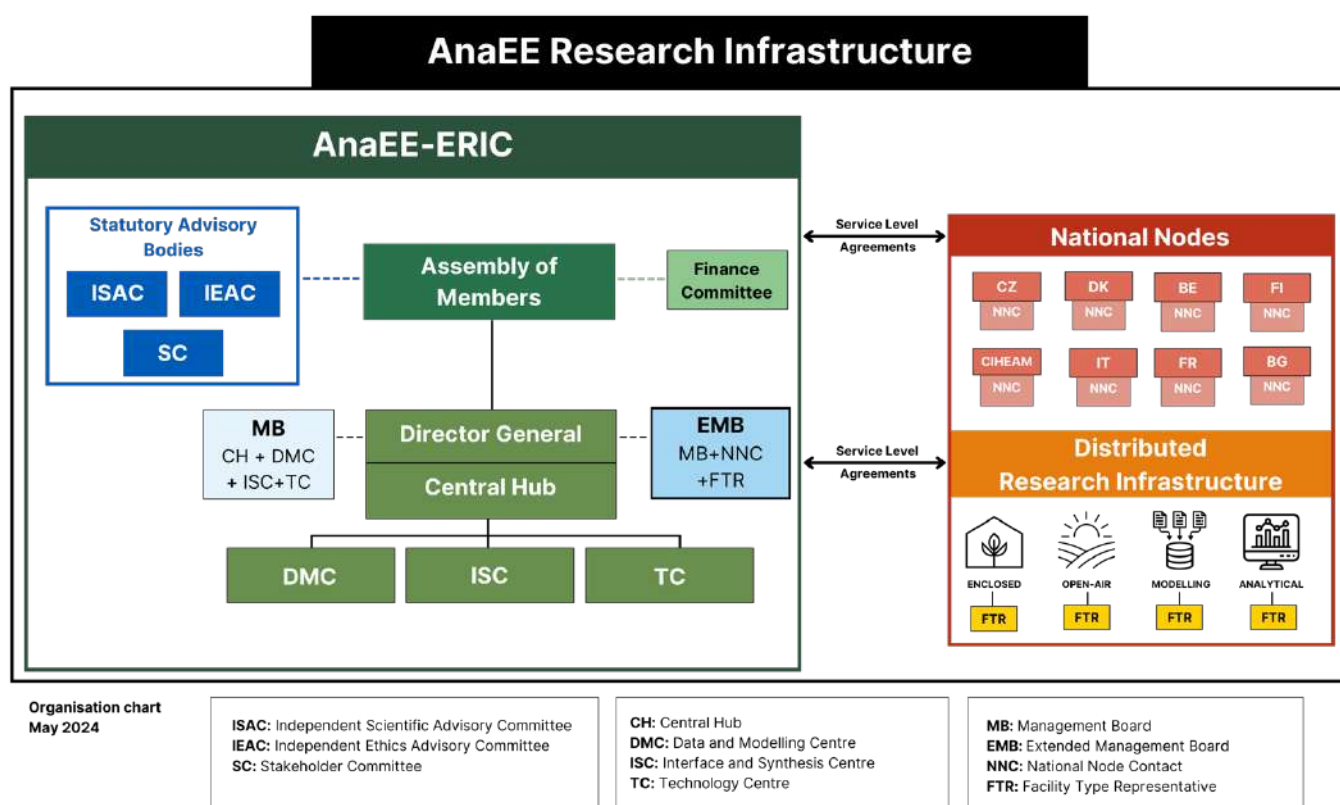 AnaEE Research Infrastructure
AnaEE-ERIC
Statutory Advisory
Bodies
ISAC
IEAC
SC
Assembly of
Members
Finance
Committee
MB
CH + DMC
+ ISC+TC
Director General
Central Hub
EMB
MB+NNC
+FTR
DMC
ISC
TC
Service Level
Agreements
Service Level
Agreements
National Nodes
CZ
NNC
DK
NNC
BE
NNC
FI
NNC
CIHEAM
NNC
IT
NNC
FR
NNC
BG
NNC
Distributed
Research Infrastructure
ENCLOSED
OPEN-AIR
MODELLING
ANALYTICAL
FTR
FTR
FTR
FTR
Organisation chart
May 2024
ISAC: Independent Scientific Advisory Committee
IEAC: Independent Ethics Advisory Committee
SC: Stakeholder Committee
CH: Central Hub
DMC: Data and Modelling Centre
ISC: Interface and Synthesis Centre
TC: Technology Centre
MB: Management Board
EMB: Extended Management Board
NNC: National Node Contact
FTR: Facility Type Representative